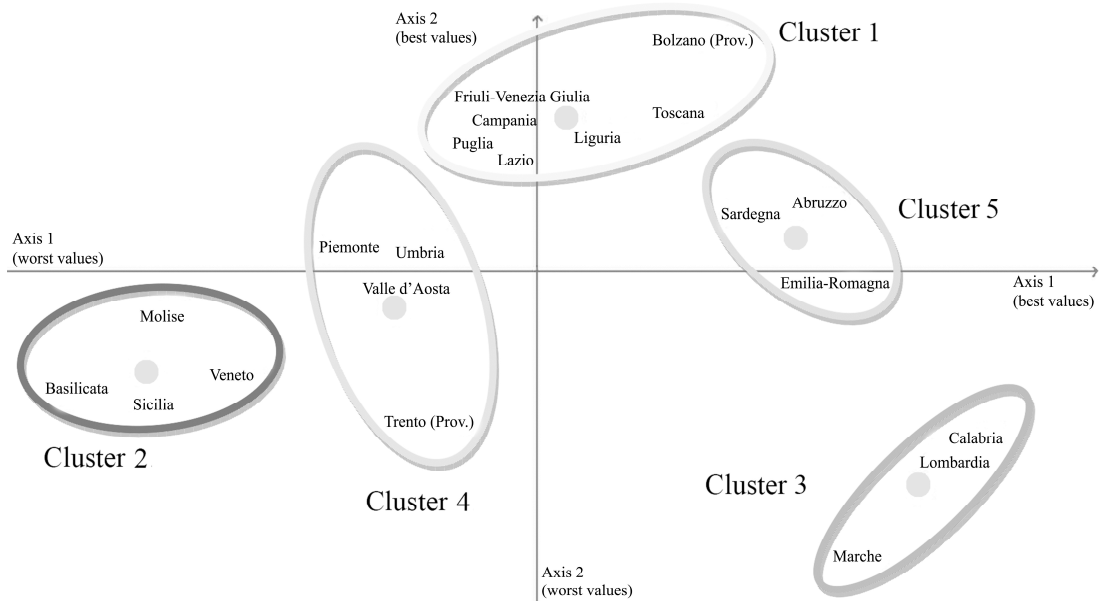 Axis 2
(best values)
Cluster 1
Bolzano (Prov.)
Friuli-Venezia Giulia
Campania
Toscana
Puglia
Liguria
Lazio
Cluster 5
Abruzzo
Sardegna
Axis 1
(worst values)
Piemonte
Umbria
Valle d’Aosta
Emilia-Romagna
Axis 1
(best values)
Molise
Veneto
Basilicata
Sicilia
Cluster 2
Trento (Prov.)
Cluster 4
Calabria
Lombardia
Cluster 3
Marche
Axis 2
(worst values)